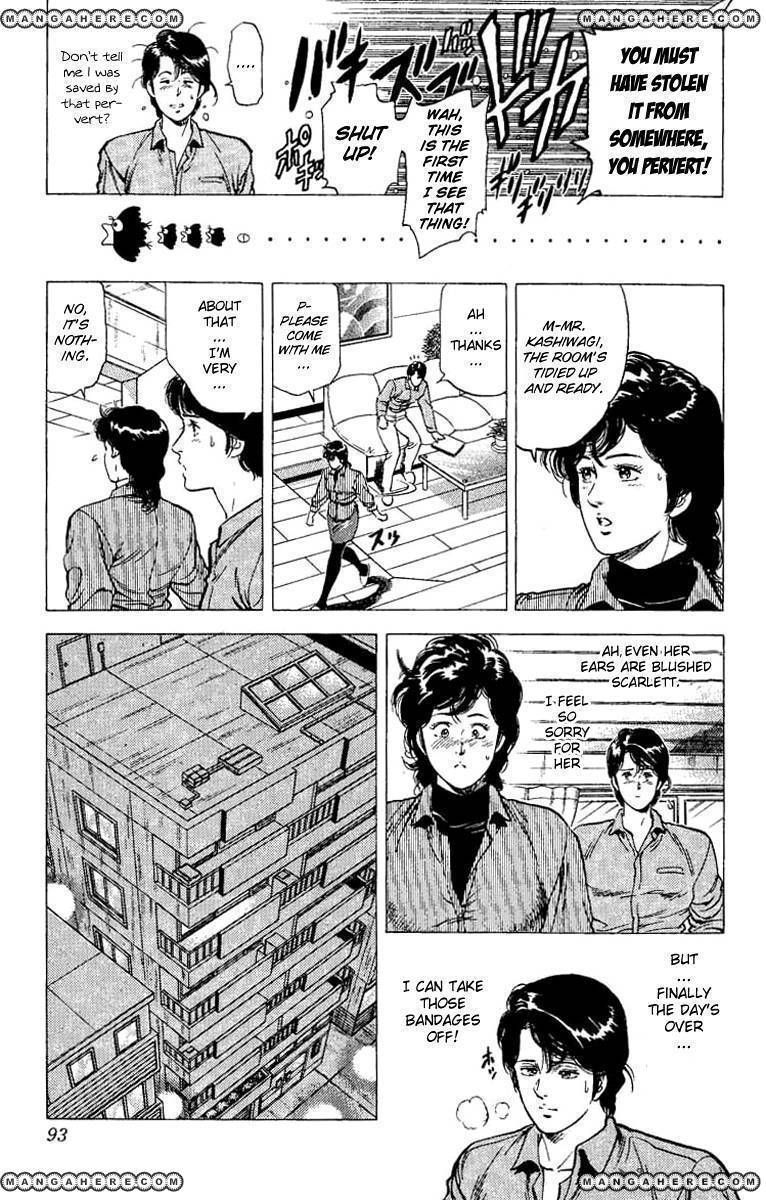 MANGAHERE.COM
MANGAHERE.COM
YOU MUST
HAVE STOLEN
IT FROM
SOMEWHERE,
YOU PERVERT!
WAH,
THIS
IS THE
FIRST
TIME
I SEE
THAT
THING!
SHUT
UP!
....
Don't tell
me I was
saved by
that per-
vert?
M-MR.
KASHIWAGI,
THE ROOM'S
TIDIED UP
AND READY.
AH
...
THANKS
...
P-
PLEASE
COME
WITH ME
...
ズッ
ABOUT
THAT
...
I'M
VERY
...
NO,
IT'S
NOTH-
ING.
AH, EVEN HER
EARS ARE BLUSHED
SCARLETT.
I FEEL
SO
SORRY
FOR
HER
BUT
...
FINALLY
THE DAY'S
OVER
...
I CAN TAKE
THOSE
BANDAGES
OFF!
ホッ
93
MANGAHERE.COM
MANGAHERE.COM